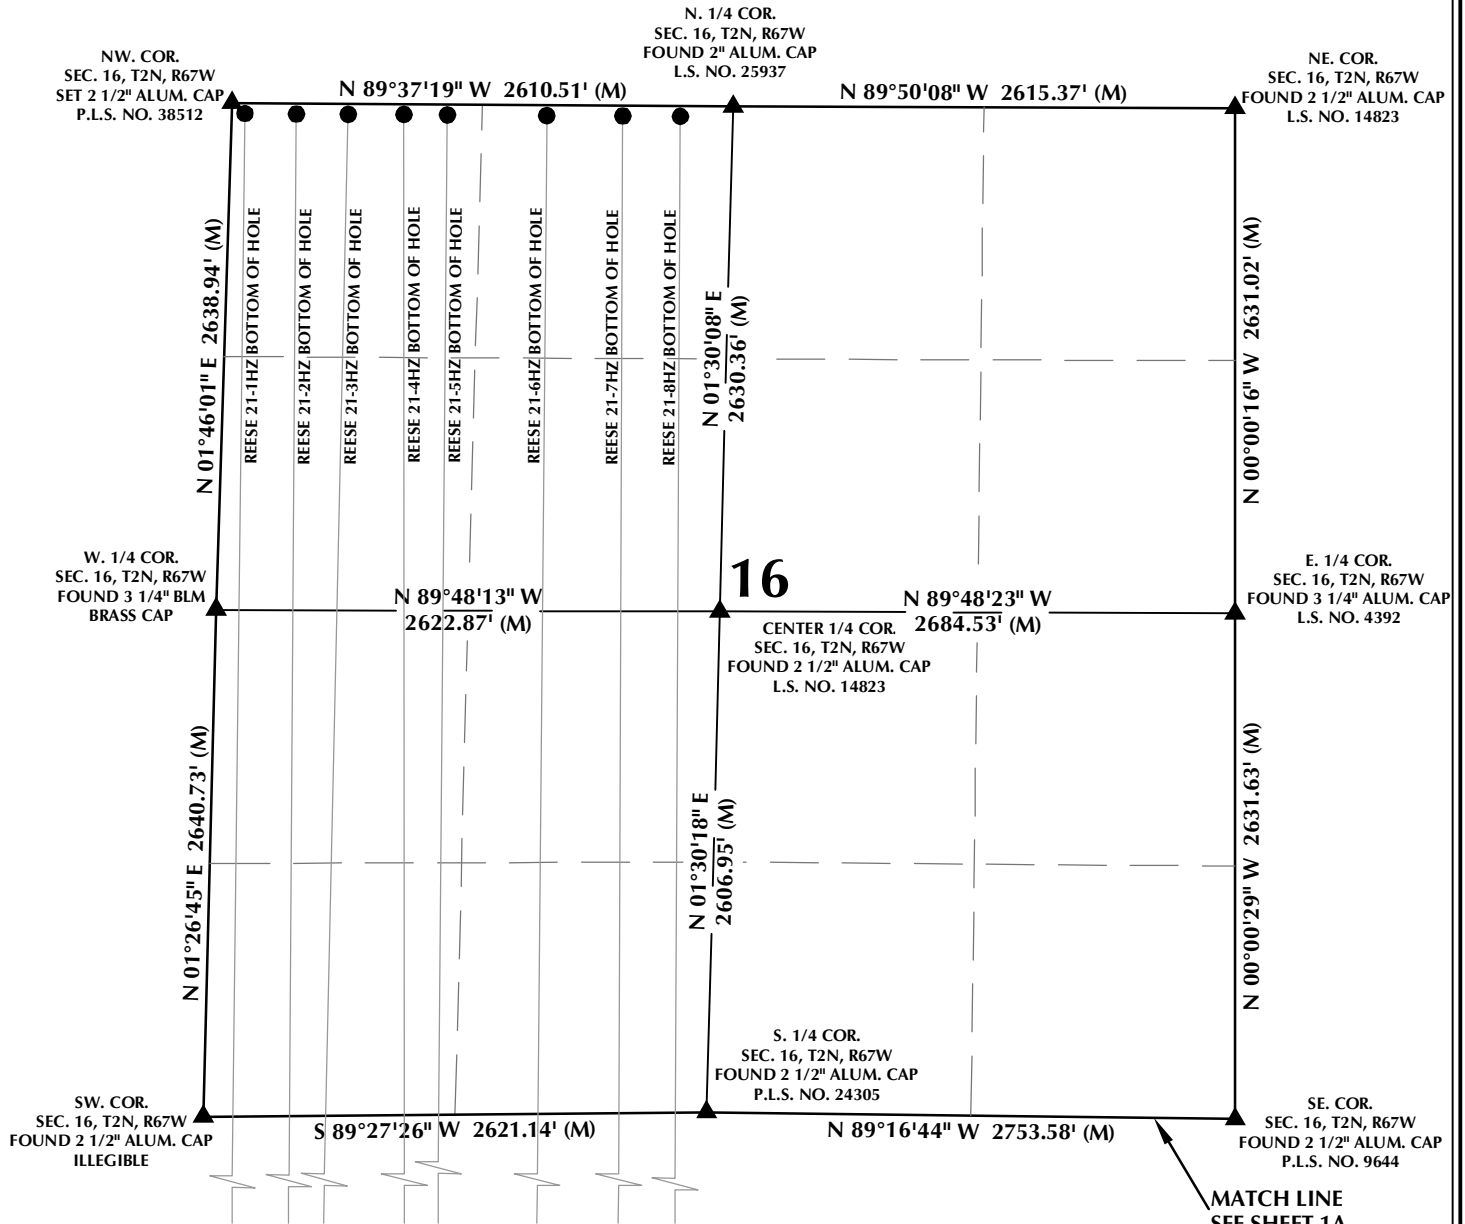 N. 1/4 COR.
SEC. 16, T2N, R67W
FOUND 2" ALUM. CAP
L.S. NO. 25937
NW. COR.
SEC. 16, T2N, R67W
SET 2 1/2" ALUM. CAP
P.L.S. NO. 38512
NE. COR.
SEC. 16, T2N, R67W
FOUND 2 1/2" ALUM. CAP
L.S. NO. 14823
N 89°37'19" W 2610.51' (M)
N 89°50'08" W 2615.37' (M)
N 01°46'01" E 2638.94' (M)
REESE 21-1HZ BOTTOM OF HOLE
REESE 21-2HZ BOTTOM OF HOLE
REESE 21-3HZ BOTTOM OF HOLE
REESE 21-4HZ BOTTOM OF HOLE
REESE 21-5HZ BOTTOM OF HOLE
REESE 21-6HZ BOTTOM OF HOLE
REESE 21-7HZ BOTTOM OF HOLE
REESE 21-8HZ BOTTOM OF HOLE
N 01°30'08" E
2630.36' (M)
N 00°00'16" W 2631.02' (M)
W. 1/4 COR.
SEC. 16, T2N, R67W
FOUND 3 1/4" BLM
BRASS CAP
N 89°48'13" W
2622.87' (M)
16
CENTER 1/4 COR.
SEC. 16, T2N, R67W
FOUND 2 1/2" ALUM. CAP
L.S. NO. 14823
N 89°48'23" W
2684.53' (M)
E. 1/4 COR.
SEC. 16, T2N, R67W
FOUND 3 1/4" ALUM. CAP
L.S. NO. 4392
N 01°26'45" E 2640.73' (M)
N 01°30'18" E
2606.95' (M)
N 00°00'29" W 2631.63' (M)
S. 1/4 COR.
SEC. 16, T2N, R67W
FOUND 2 1/2" ALUM. CAP
P.L.S. NO. 24305
SW. COR.
SEC. 16, T2N, R67W
FOUND 2 1/2" ALUM. CAP
ILLEGIBLE
S 89°27'26" W 2621.14' (M)
N 89°16'44" W 2753.58' (M)
SE. COR.
SEC. 16, T2N, R67W
FOUND 2 1/2" ALUM. CAP
P.L.S. NO. 9644
MATCH LINE
SEE SHEET 1A